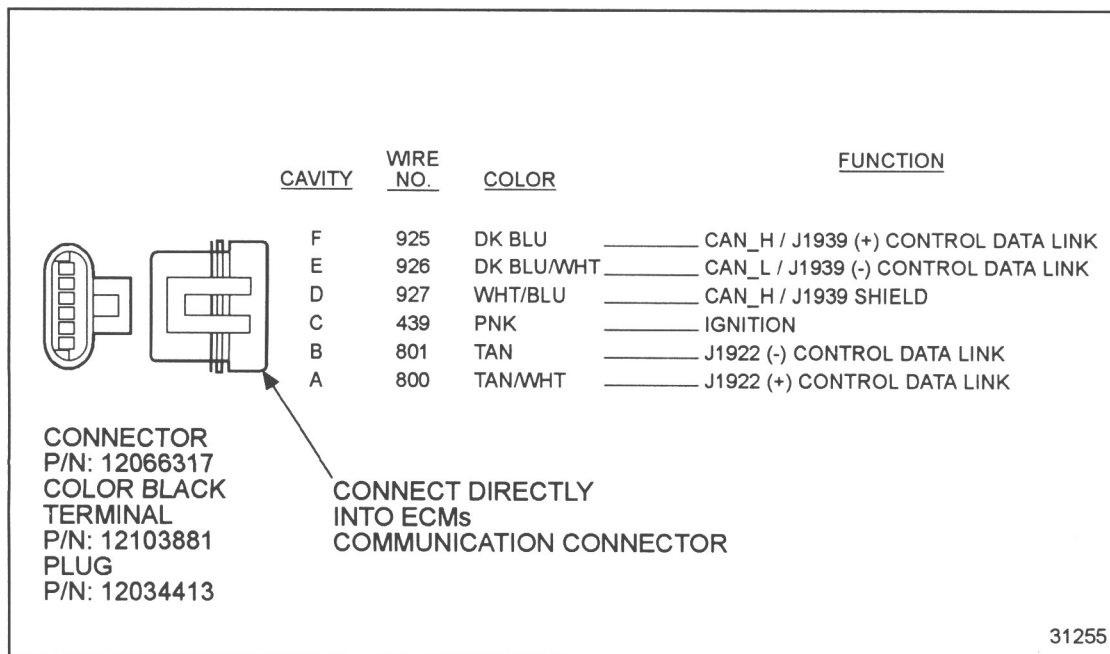 CAVITY WIRE NO. COLOR FUNCTION
F 925 DK BLU CAN_H / J1939 (+) CONTROL DATA LINK
E 926 DK BLU/WHT CAN_L / J1939 (-) CONTROL DATA LINK
D 927 WHT/BLU CAN_H / J1939 SHIELD
C 439 PNK IGNITION
B 801 TAN J1922 (-) CONTROL DATA LINK
A 800 TAN/WHT J1922 (+) CONTROL DATA LINK
CONNECTOR
P/N: 12066317
COLOR BLACK
TERMINAL
P/N: 12103881
PLUG
P/N: 12034413
CONNECT DIRECTLY
INTO ECMs
COMMUNICATION CONNECTOR
31255